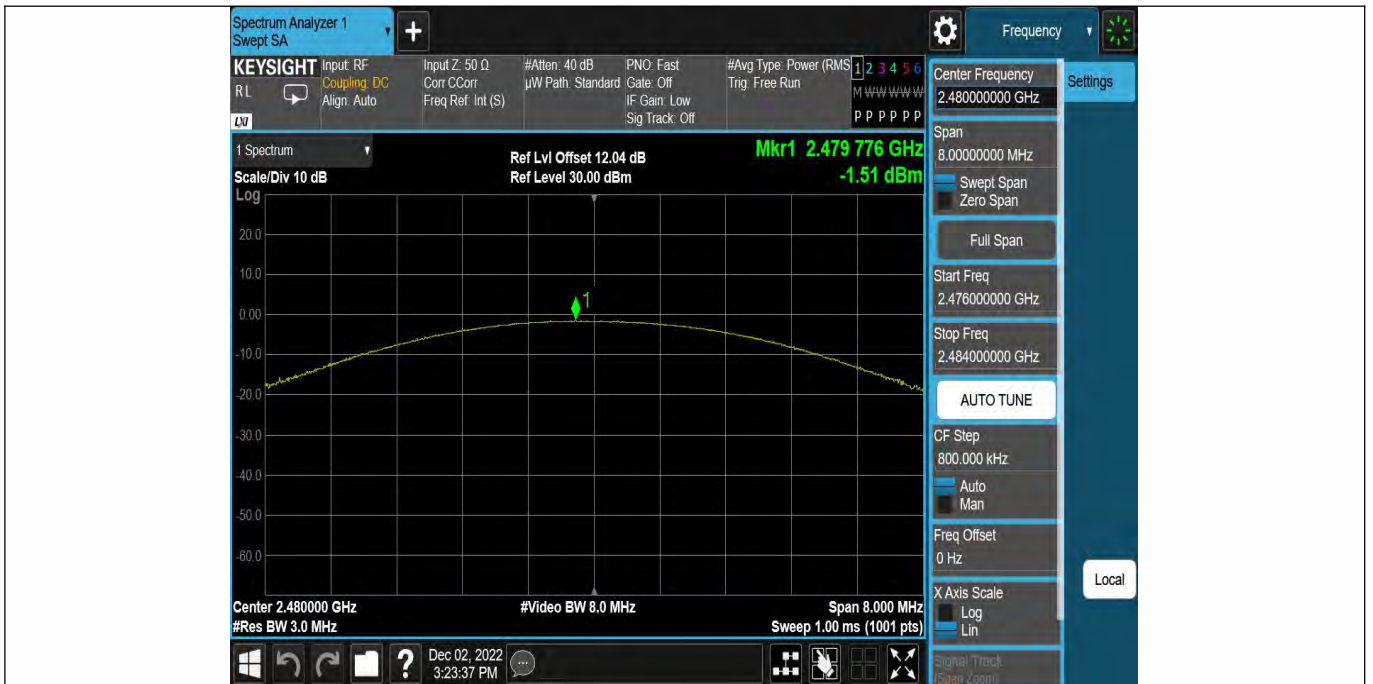 Spectrum Analyzer 1
Swept SA
+
Frequency
KEYSIGHT
RL
LXI
Input: RF
Coupling: DC
Align: Auto
Input Z: 50 Ω
Corr CCorr
Freq Ref: Int (S)
#Atten: 40 dB
µW Path: Standard
PNO: Fast
Gate: Off
IF Gain: Low
Sig Track: Off
#Avg Type: Power (RMS
Trig: Free Run
1 2 3 4 5 6
M W W W W W
P P P P P P
1 Spectrum
Scale/Div 10 dB
Log
Ref Lvl Offset 12.04 dB
Ref Level 30.00 dBm
Mkr1 2.479 776 GHz
-1.51 dBm
20.0
10.0
0.00
-10.0
-20.0
-30.0
-40.0
-50.0
-60.0
1
Center 2.480000 GHz
#Res BW 3.0 MHz
#Video BW 8.0 MHz
Span 8.000 MHz
Sweep 1.00 ms (1001 pts)
Center Frequency
2.480000000 GHz
Settings
Span
8.00000000 MHz
Swept Span
Zero Span
Full Span
Start Freq
2.476000000 GHz
Stop Freq
2.484000000 GHz
AUTO TUNE
CF Step
800.000 kHz
Auto
Man
Freq Offset
0 Hz
X Axis Scale
Log
Lin
Signal Track
(Span Zoom)
Local
?
Dec 02, 2022
3:23:37 PM